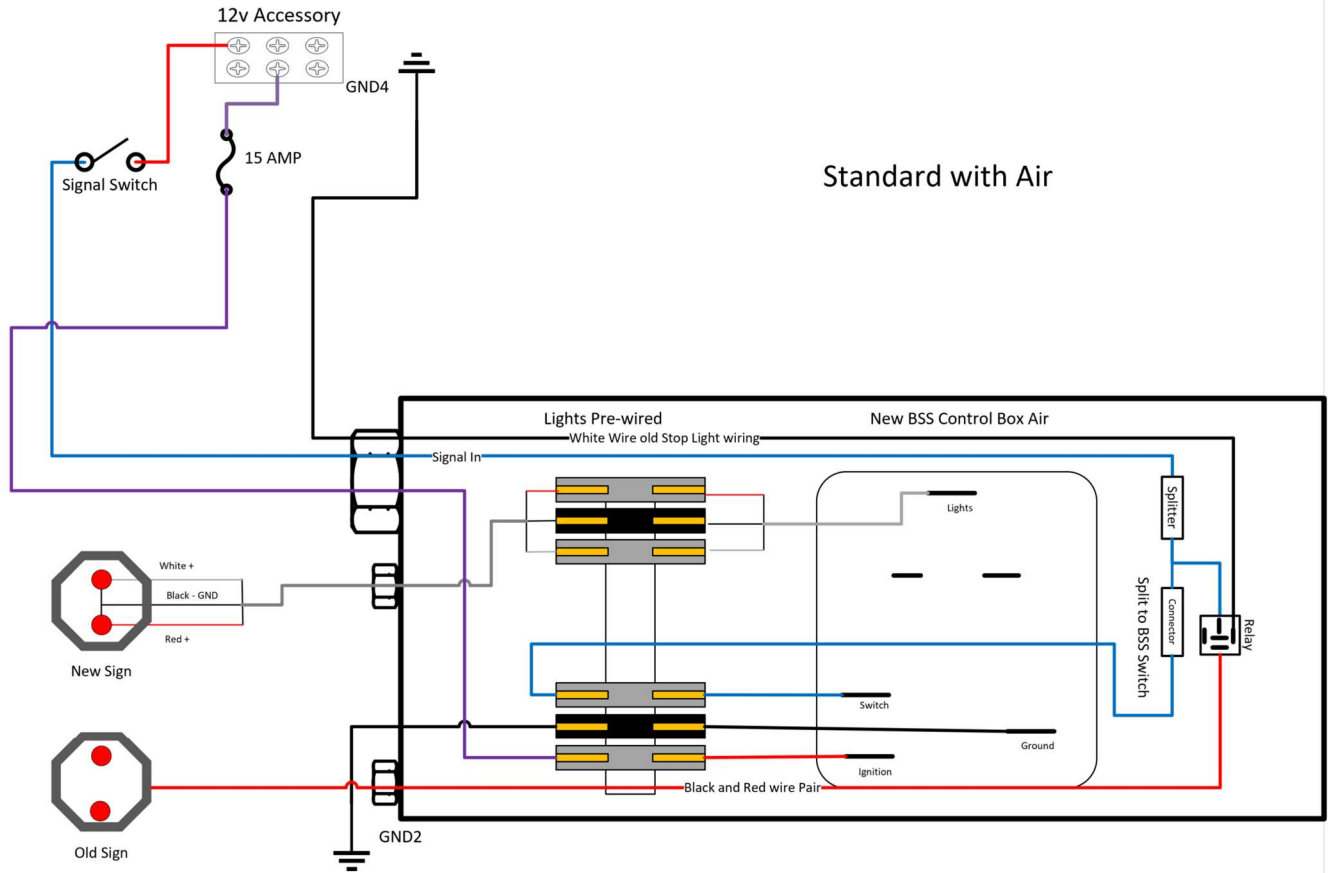 12v Accessory
GND4
15 AMP
Signal Switch
Standard with Air
Lights Pre-wired
New BSS Control Box Air
White Wire old Stop Light wiring
Signal In
Lights
Splitter
White +
Black - GND
Red +
New Sign
Connector
Split to BSS Switch
Relay
Switch
Ground
Ignition
Black and Red wire Pair
GND2
Old Sign